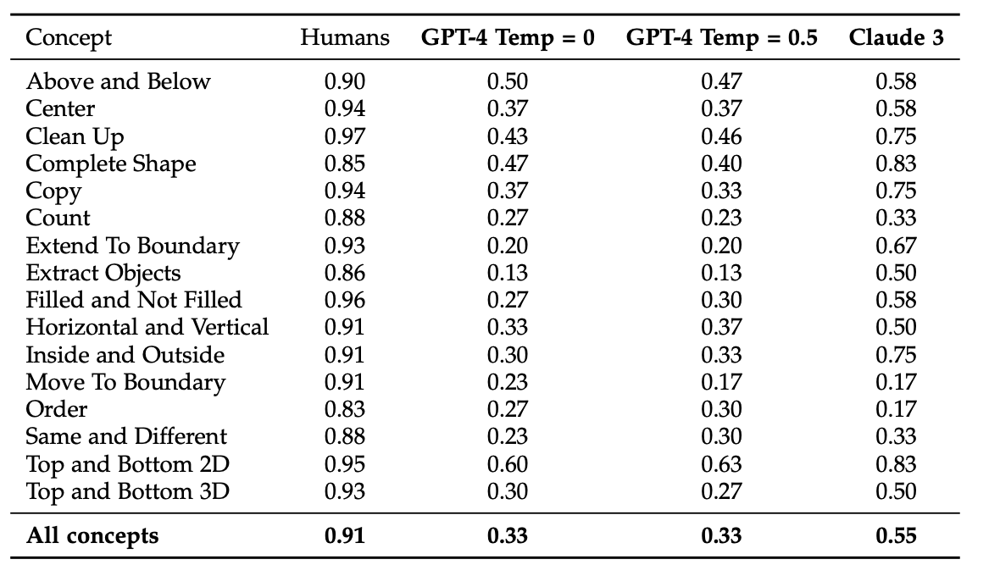 Concept Humans GPT-4 Temp = 0 GPT-4 Temp = 0.5 Claude 3
Above and Below 0.90 0.50 0.47 0.58
Center 0.94 0.37 0.37 0.58
Clean Up 0.97 0.43 0.46 0.75
Complete Shape 0.85 0.47 0.40 0.83
Copy 0.94 0.37 0.33 0.75
Count 0.88 0.27 0.23 0.33
Extend To Boundary 0.93 0.20 0.20 0.67
Extract Objects 0.86 0.13 0.13 0.50
Filled and Not Filled 0.96 0.27 0.30 0.58
Horizontal and Vertical 0.91 0.33 0.37 0.50
Inside and Outside 0.91 0.30 0.33 0.75
Move To Boundary 0.91 0.23 0.17 0.17
Order 0.83 0.27 0.30 0.17
Same and Different 0.88 0.23 0.30 0.33
Top and Bottom 2D 0.95 0.60 0.63 0.83
Top and Bottom 3D 0.93 0.30 0.27 0.50
All concepts 0.91 0.33 0.33 0.55